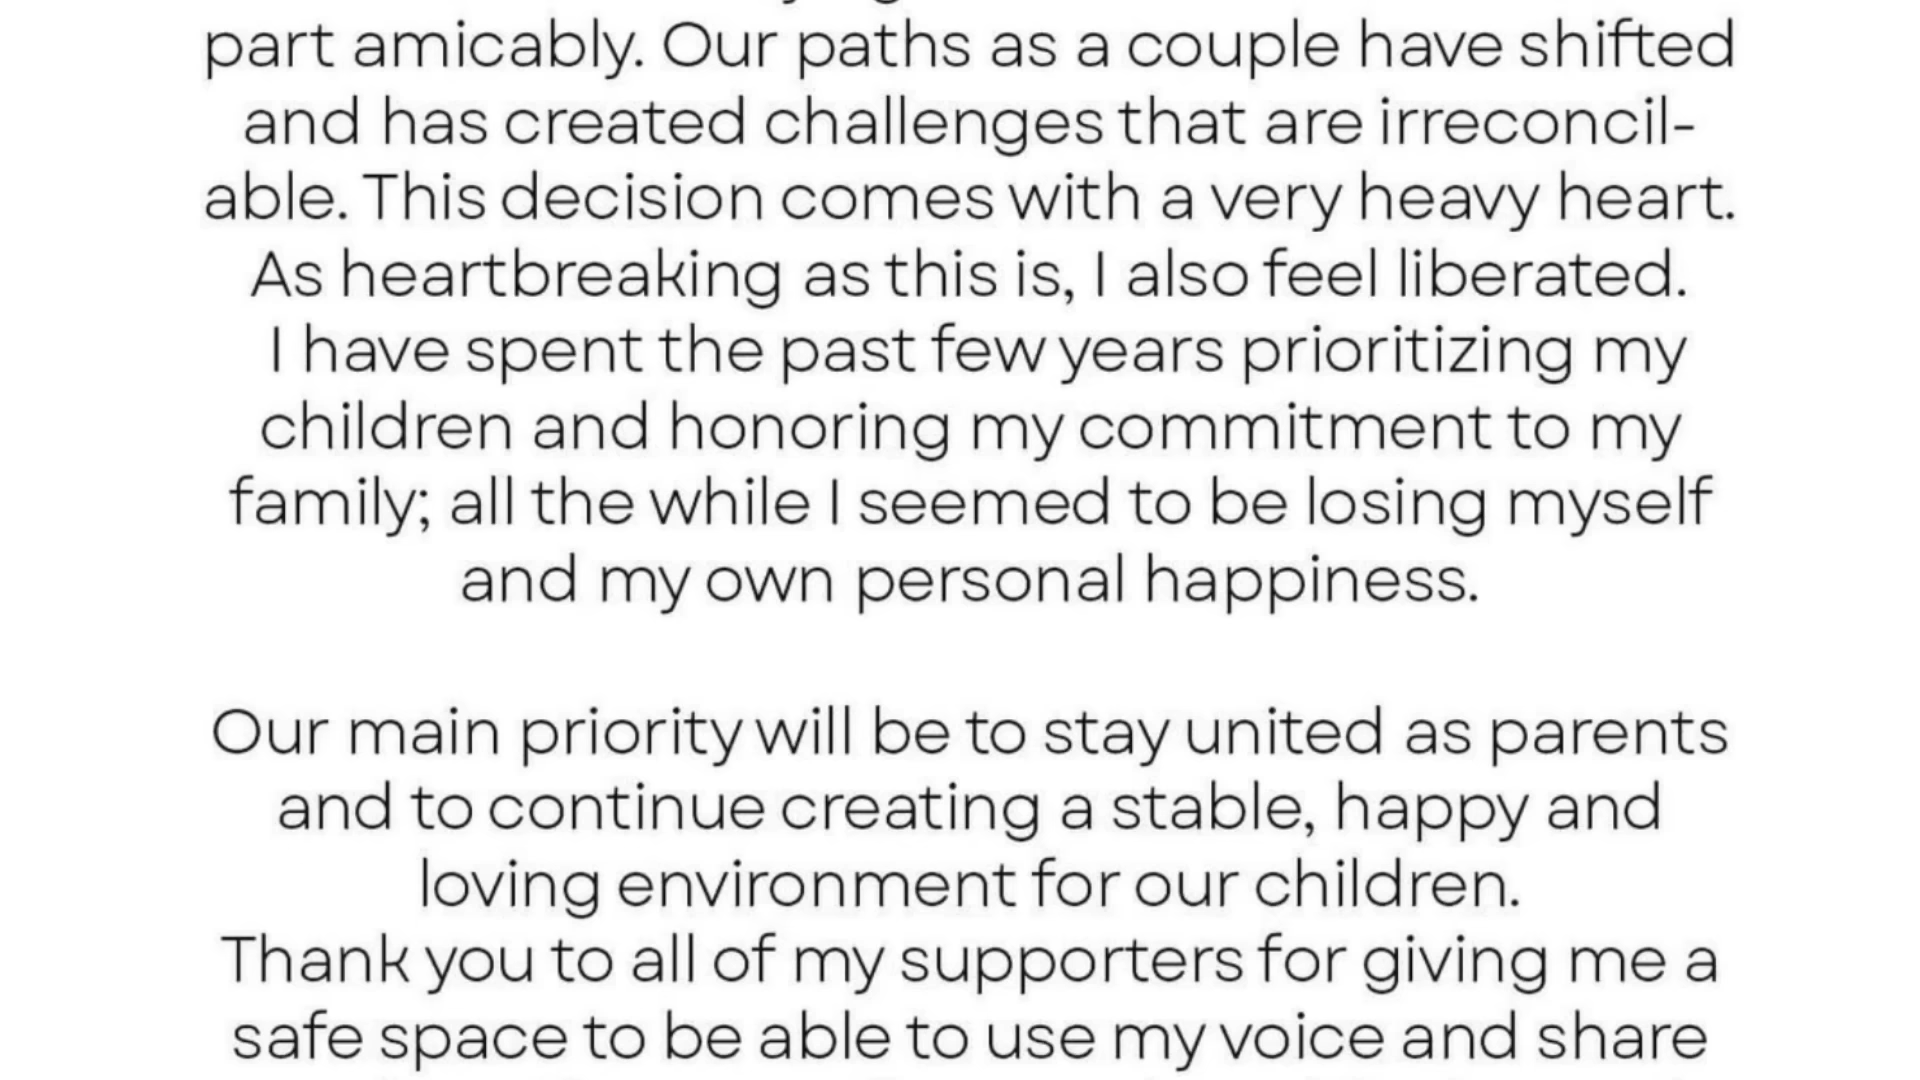 part amicably. Our paths as a couple have shifted
and has created challenges that are irreconcil-
able. This decision comes with a very heavy heart.
As heartbreaking as this is, I also feel liberated.
I have spent the past few years prioritizing my
children and honoring my commitment to my
family; all the while I seemed to be losing myself
and my own personal happiness.
Our main priority will be to stay united as parents
and to continue creating a stable, happy and
loving environment for our children.
Thank you to all of my supporters for giving me a
safe space to be able to use my voice and share